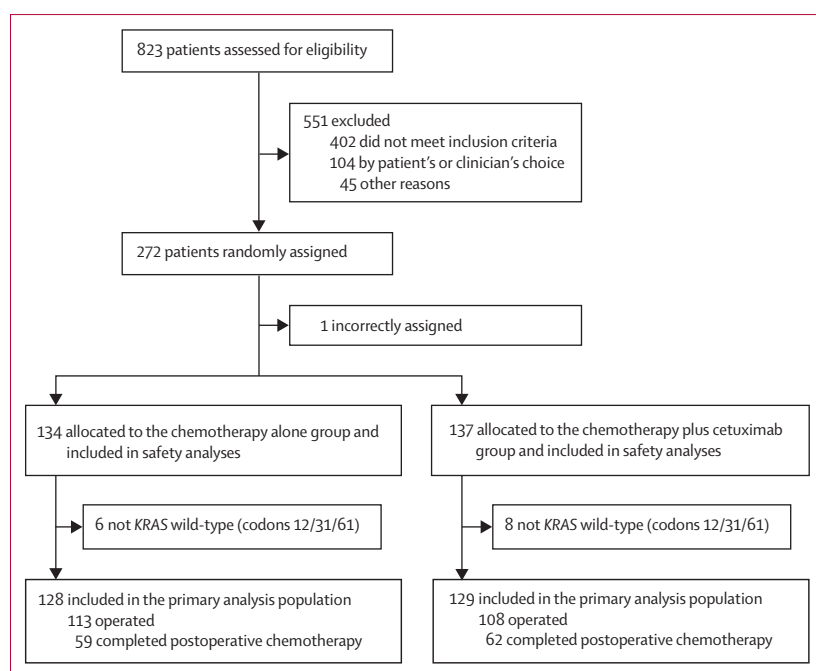 823 patients assessed for eligibility
551 excluded
402 did not meet inclusion criteria
104 by patient's or clinician's choice
45 other reasons
272 patients randomly assigned
1 incorrectly assigned
134 allocated to the chemotherapy alone group and
included in safety analyses
137 allocated to the chemotherapy plus cetuximab
group and included in safety analyses
6 not KRAS wild-type (codons 12/31/61)
8 not KRAS wild-type (codons 12/31/61)
128 included in the primary analysis population
113 operated
59 completed postoperative chemotherapy
129 included in the primary analysis population
108 operated
62 completed postoperative chemotherapy